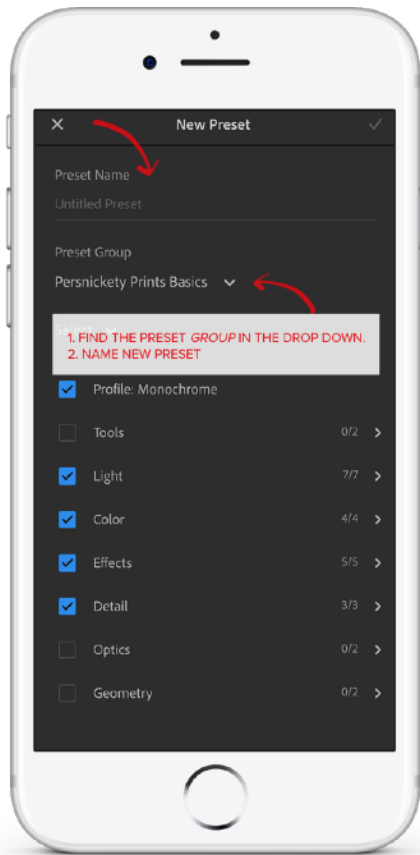 New Preset
Preset Name
Untitled Preset
Preset Group
Persnickety Prints Basics
Select
1. FIND THE PRESET GROUP IN THE DROP DOWN.
2. NAME NEW PRESET
Profile: Monochrome
Tools 0/2
Light 7/7
Color 4/4
Effects 5/5
Detail 3/3
Optics 0/2
Geometry 0/2